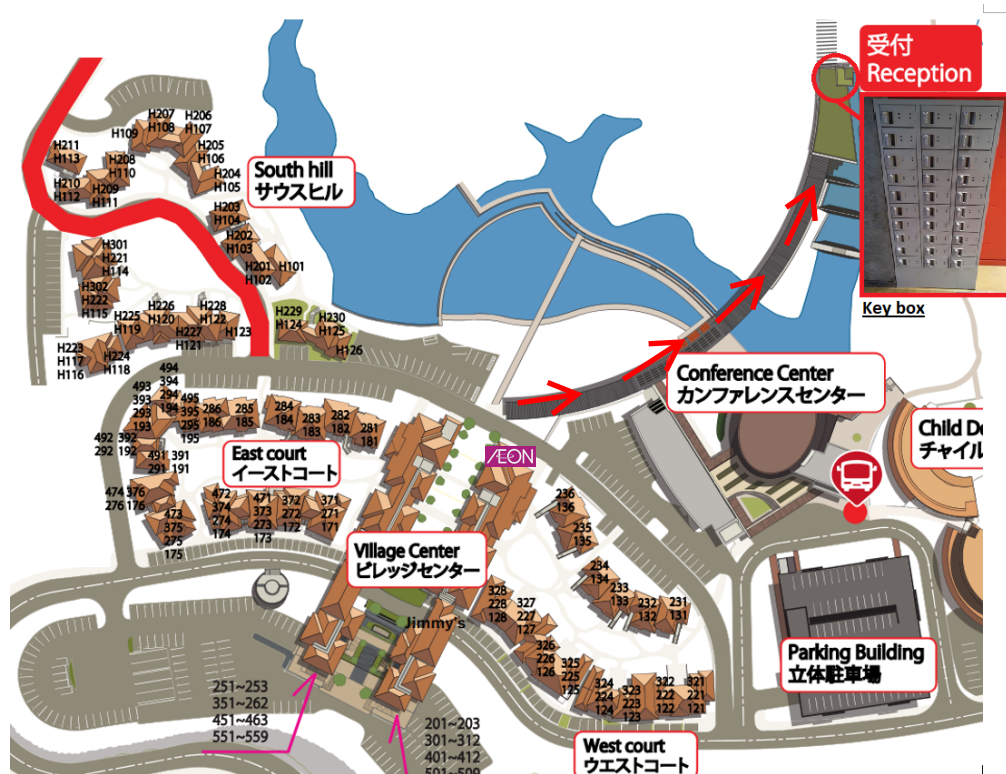 受付
Reception
Key box
H207
H108
H206
H107
H109
H205
H106
H211
H113
H208
H110
H204
H105
H210
H112
H209
H111
South hill
サウスヒル
H203
H104
H202
H103
H201
H102
H101
H301
H221
H114
H302
H222
H115
H226
H120
H228
H122
H225
H119
H227
H121
H123
H229
H124
H230
H125
H126
H223
H117
H116
H224
H118
494
394
294
194
493
393
293
193
495
395
295
195
286
186
285
185
284
184
283
183
282
182
281
181
492 392
292 192
491 391
291 191
East court
イーストコート
474 376
276 176
473
375
275
175
472
374
274
174
471
373
273
173
372
272
172
371
271
171
Conference Center
カンファレンスセンター
Child De
チャイル
ÆON
236
136
235
135
234
134
233
133
232
132
231
131
Village Center
ビレッジセンター
Jimmy's
328
228
128
327
227
127
326
226
126
325
225
125
324
224
124
323
223
123
322
222
122
321
221
121
Parking Building
立体駐車場
251~253
351~262
451~463
551~559
201~203
301~312
401~412
501~509
West court
ウエストコート